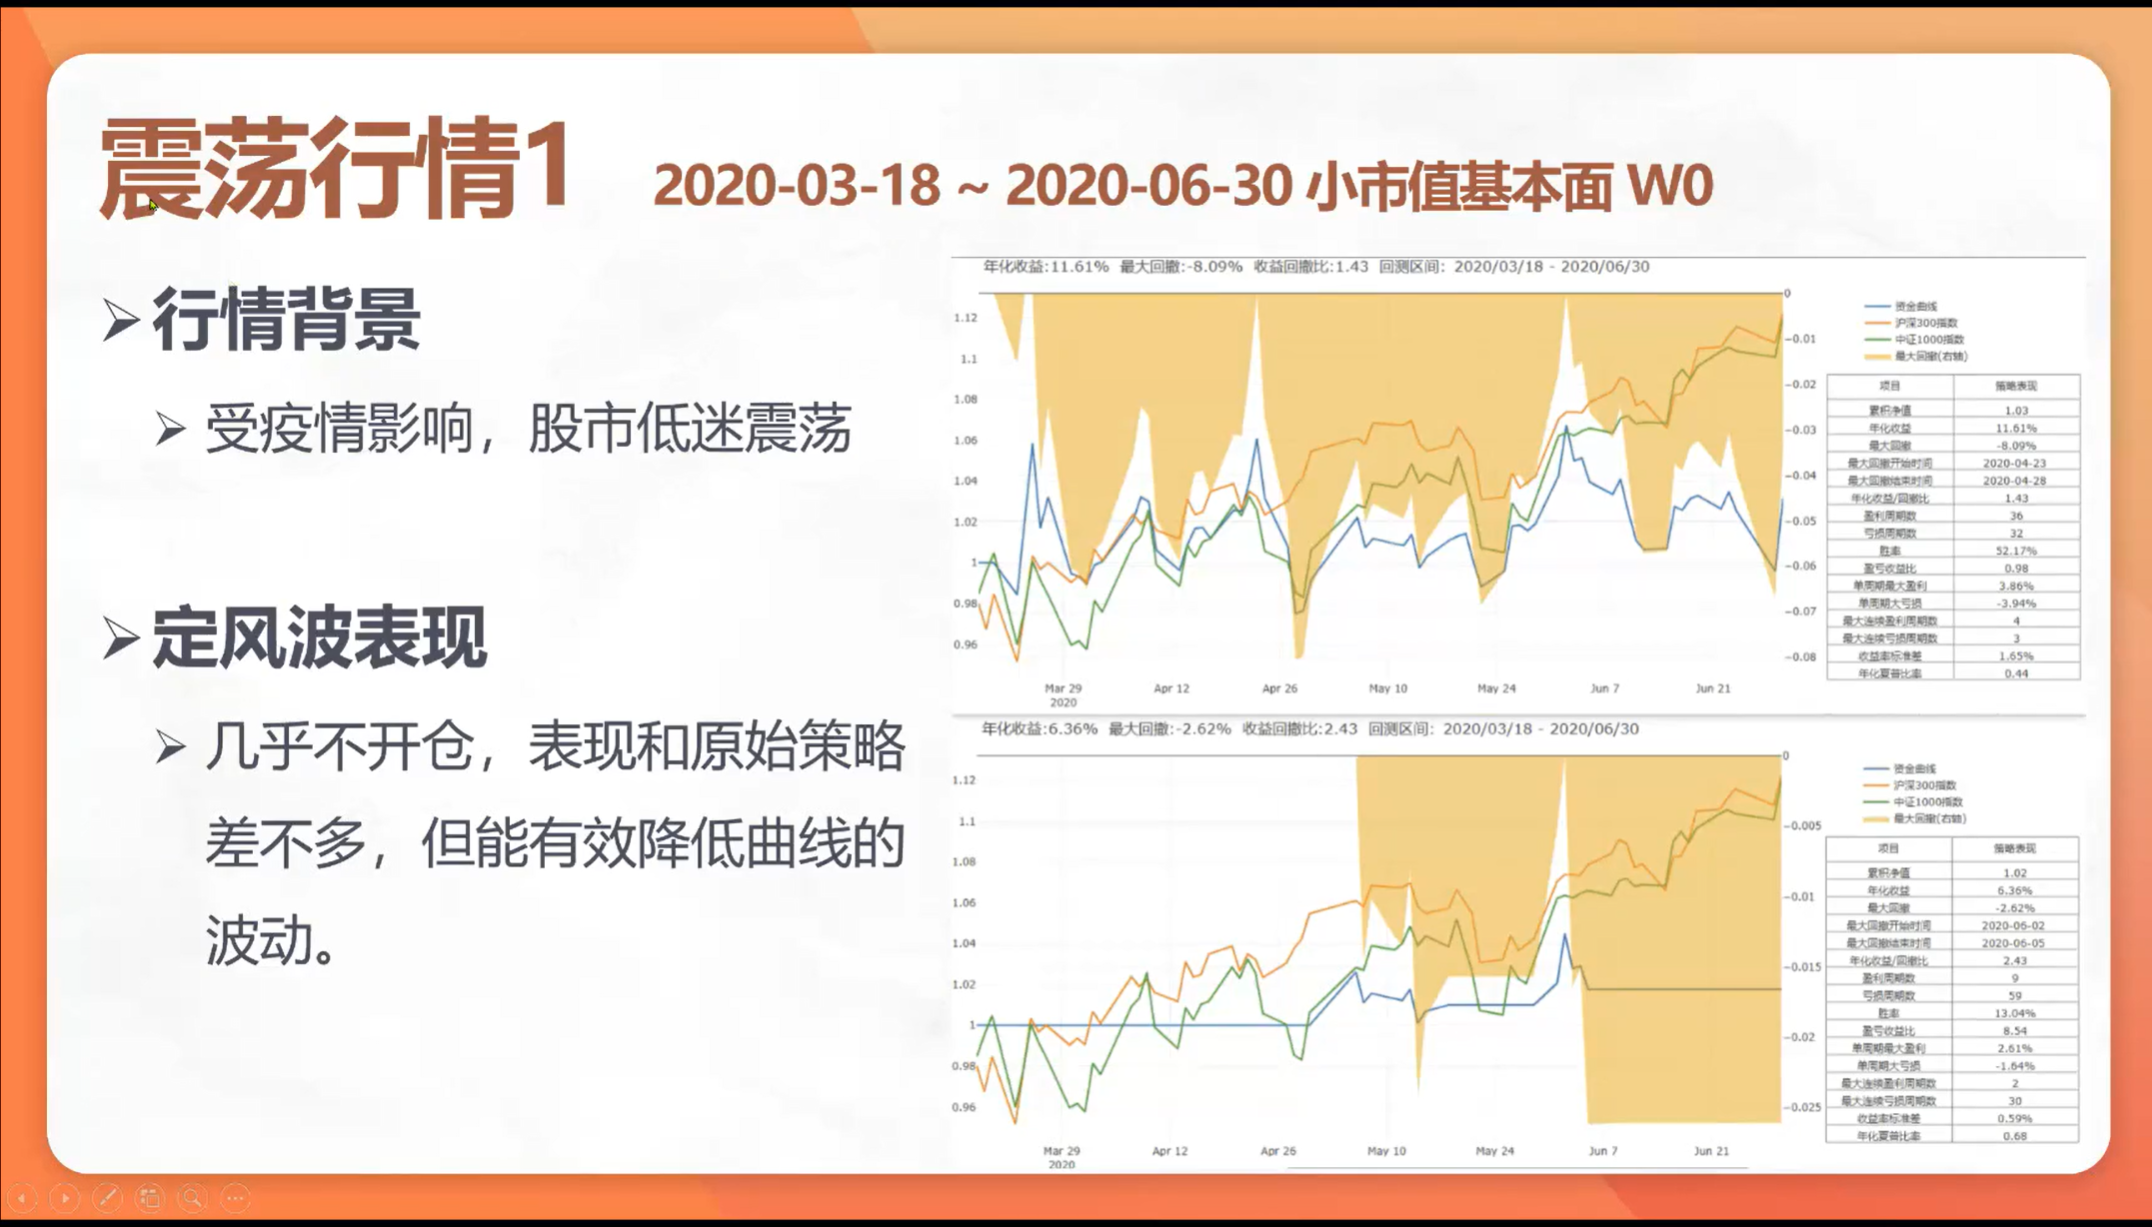 震荡行情1
2020-03-18 ~ 2020-06-30 小市值基本面 W0
➢行情背景
➢受疫情影响，股市低迷震荡
➢定风波表现
➢几乎不开仓，表现和原始策略
差不多，但能有效降低曲线的
波动。
年化收益:11.61% 最大回撤:-8.09% 收益回撤比:1.43 回测区间：2020/03/18 - 2020/06/30
1.12
1.1
1.08
1.06
1.04
1.02
1
0.98
0.96
0
−0.01
−0.02
−0.03
−0.04
−0.05
−0.06
−0.07
−0.08
Mar 29 Apr 12 Apr 26 May 10 May 24 Jun 7 Jun 21
2020
资金曲线
沪深300指数
中证1000指数
最大回撤(右轴)
项目 策略表现
累积净值 1.03
年化收益 11.61%
最大回撤 -8.09%
最大回撤开始时间 2020-04-23
最大回撤结束时间 2020-04-28
年化收益/回撤比 1.43
盈利周期数 36
亏损周期数 32
胜率 52.17%
盈亏收益比 0.98
单周期最大盈利 3.86%
单周期大亏损 -3.94%
最大连续盈利周期数 4
最大连续亏损周期数 3
收益率标准差 1.65%
年化夏普比率 0.44
年化收益:6.36% 最大回撤:-2.62% 收益回撤比:2.43 回测区间：2020/03/18 - 2020/06/30
1.12
1.1
1.08
1.06
1.04
1.02
1
0.98
0.96
0
−0.005
−0.01
−0.015
−0.02
−0.025
Mar 29 Apr 12 Apr 26 May 10 May 24 Jun 7 Jun 21
2020
资金曲线
沪深300指数
中证1000指数
最大回撤(右轴)
项目 策略表现
累积净值 1.02
年化收益 6.36%
最大回撤 -2.62%
最大回撤开始时间 2020-06-02
最大回撤结束时间 2020-06-05
年化收益/回撤比 2.43
盈利周期数 9
亏损周期数 59
胜率 13.04%
盈亏收益比 8.54
单周期最大盈利 2.61%
单周期大亏损 -1.64%
最大连续盈利周期数 2
最大连续亏损周期数 30
收益率标准差 0.59%
年化夏普比率 0.68